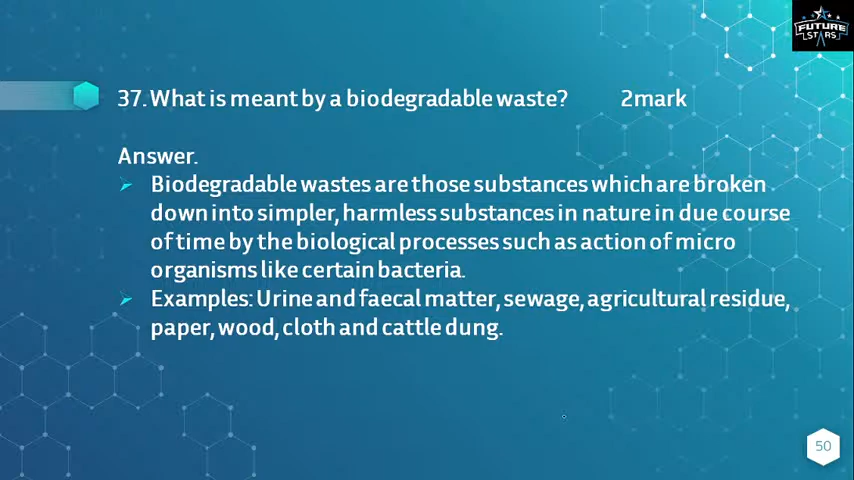 FUTURE
STARS
37. What is meant by a biodegradable waste? 2mark
Answer.
Biodegradable wastes are those substances which are broken
down into simpler, harmless substances in nature in due course
of time by the biological processes such as action of micro
organisms like certain bacteria.
Examples: Urine and faecal matter, sewage, agricultural residue,
paper, wood, cloth and cattle dung.
50